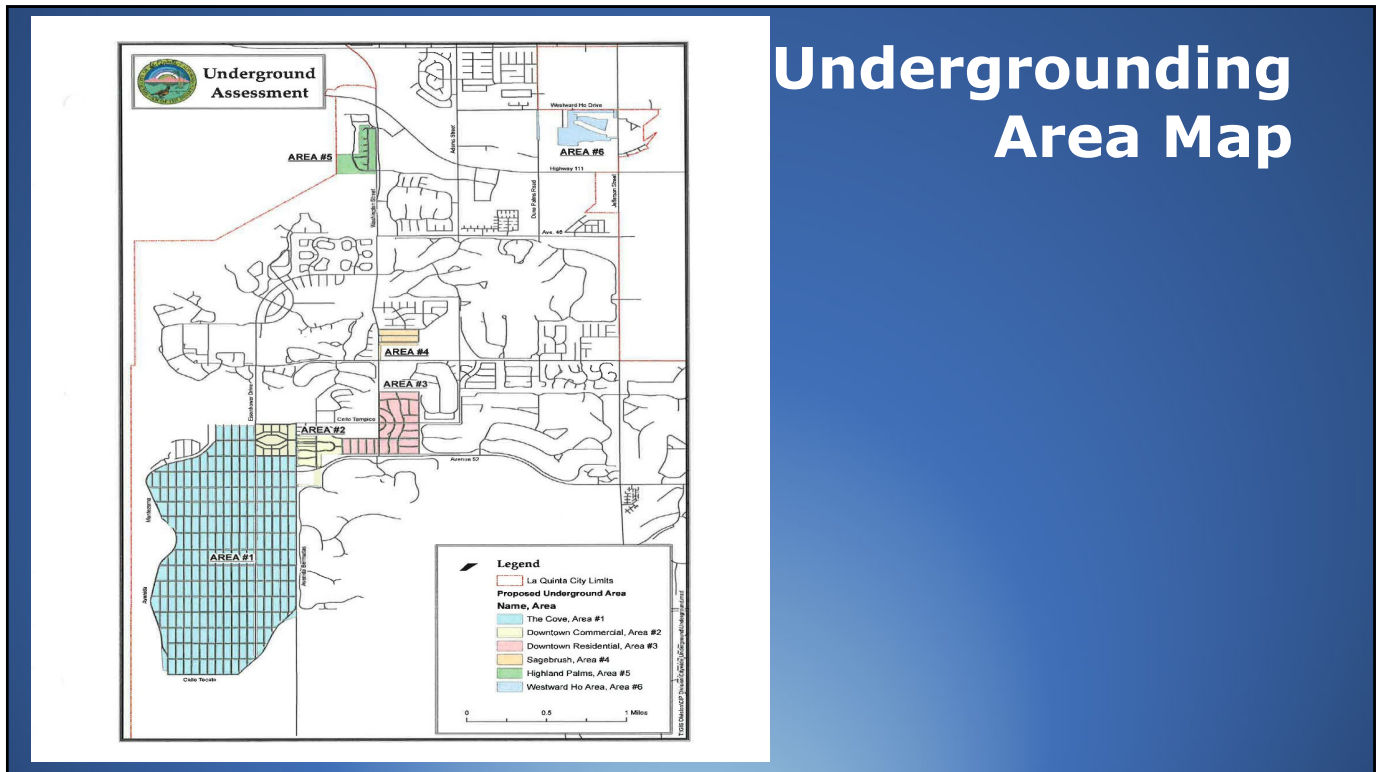 Undergrounding
Area Map
Underground
Assessment
Westward Ho Drive
Adams Street
AREA #6
AREA #5
Highway 111
Washington Street
Dune Palms Road
Jefferson Street
Ave. 48
AREA #4
AREA #3
Eisenhower Drive
Calle Tampico
AREA #2
Avenue 52
Montezuma
AREA #1
Avenida Bermudas
Avenida
Calle Tecate
Legend
La Quinta City Limits
Proposed Underground Area
Name, Area
The Cove, Area #1
Downtown Commercial, Area #2
Downtown Residential, Area #3
Sagebrush, Area #4
Highland Palms, Area #5
Westward Ho Area, Area #6
0 0.5 1 Miles